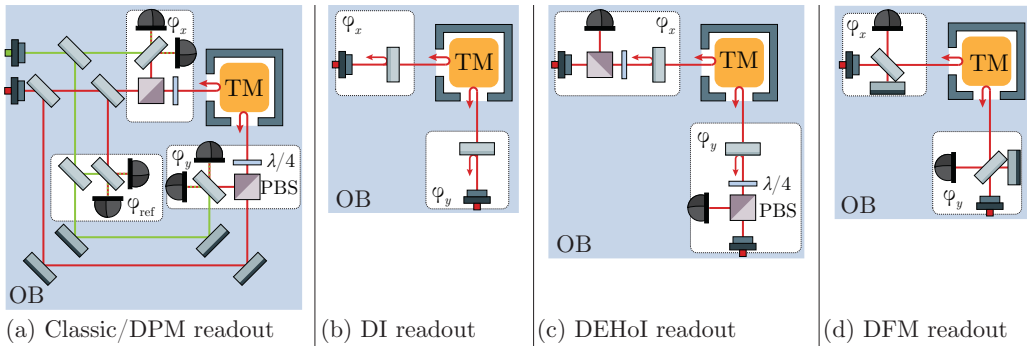 φx
TM
λ/4
φy
PBS
φref
OB
(a) Classic/DPM readout
φx
TM
OB
φy
(b) DI readout
φx
TM
φy
λ/4
PBS
OB
(c) DEHoI readout
φx
TM
OB
φy
(d) DFM readout